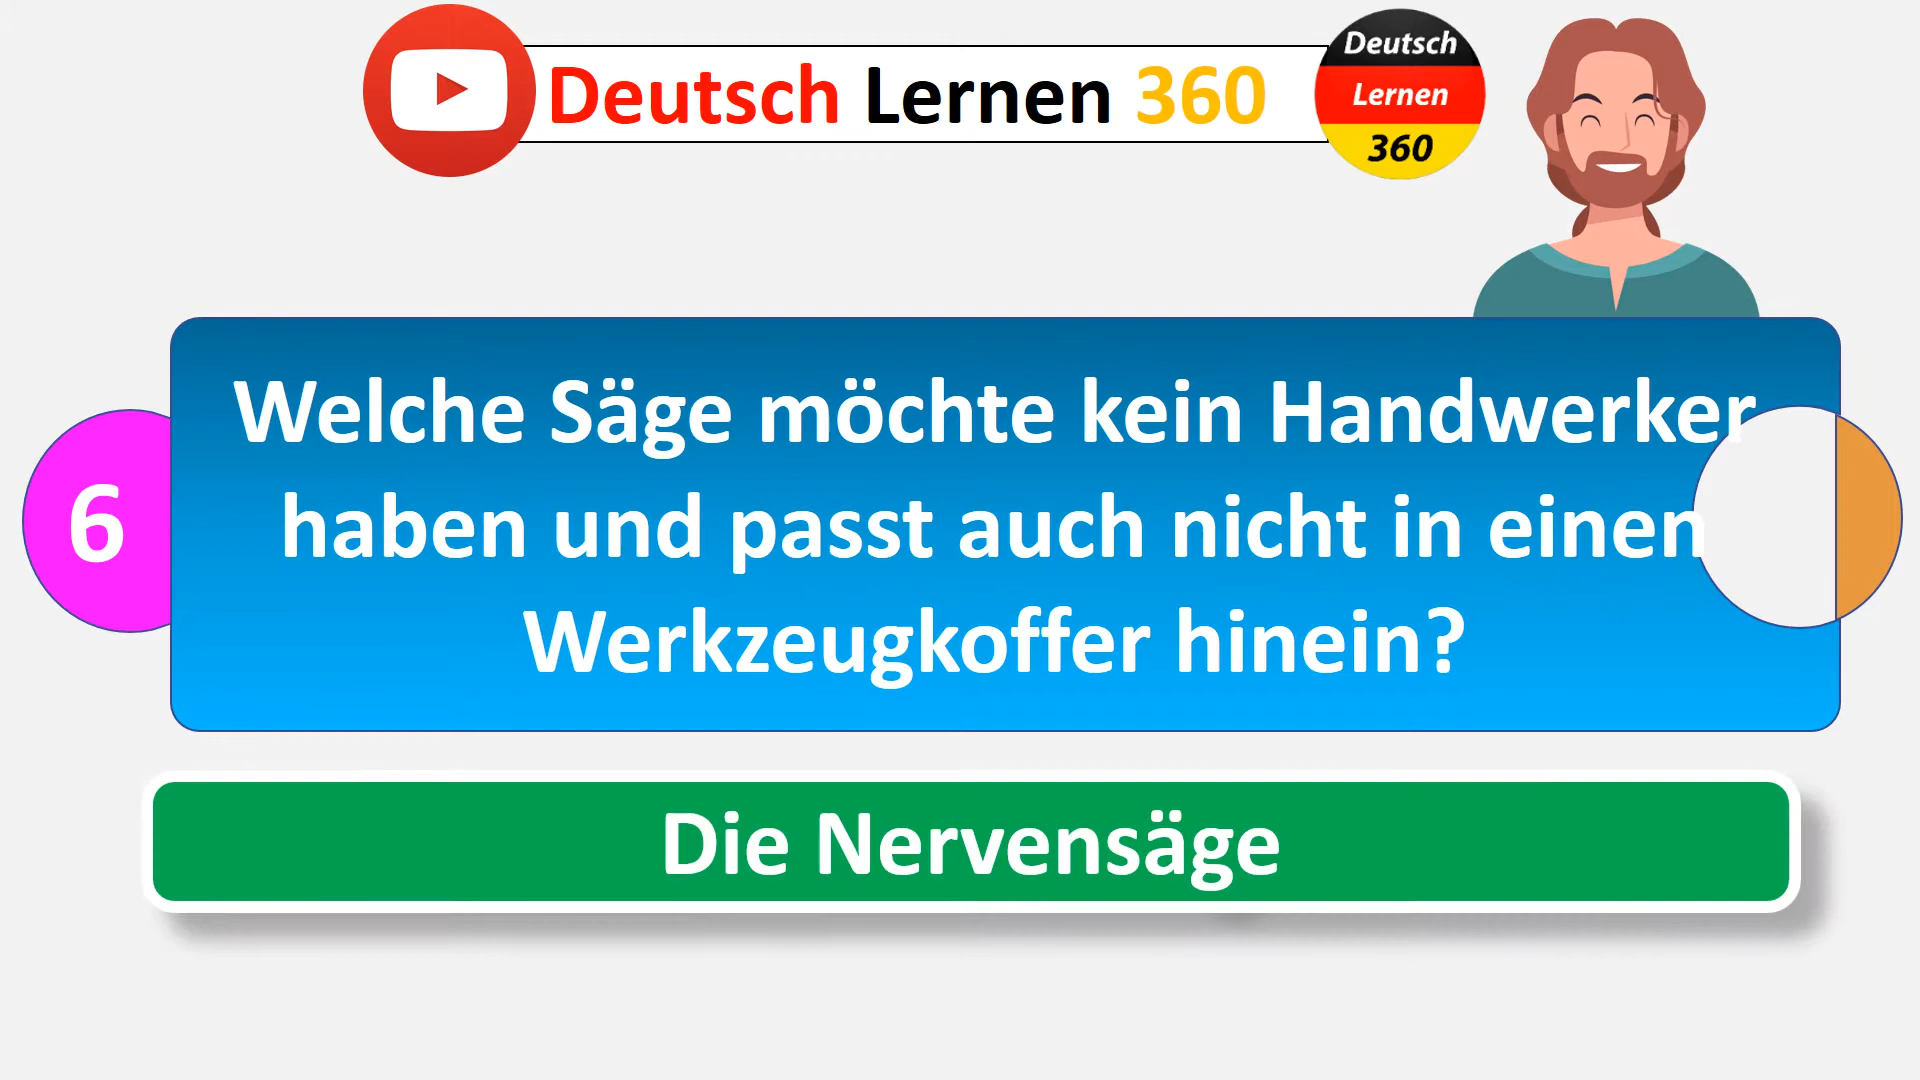 Deutsch Lernen 360
Deutsch
Lernen
360
Welche Säge möchte kein Handwerker
haben und passt auch nicht in einen
Werkzeugkoffer hinein?
6
Die Nervensäge